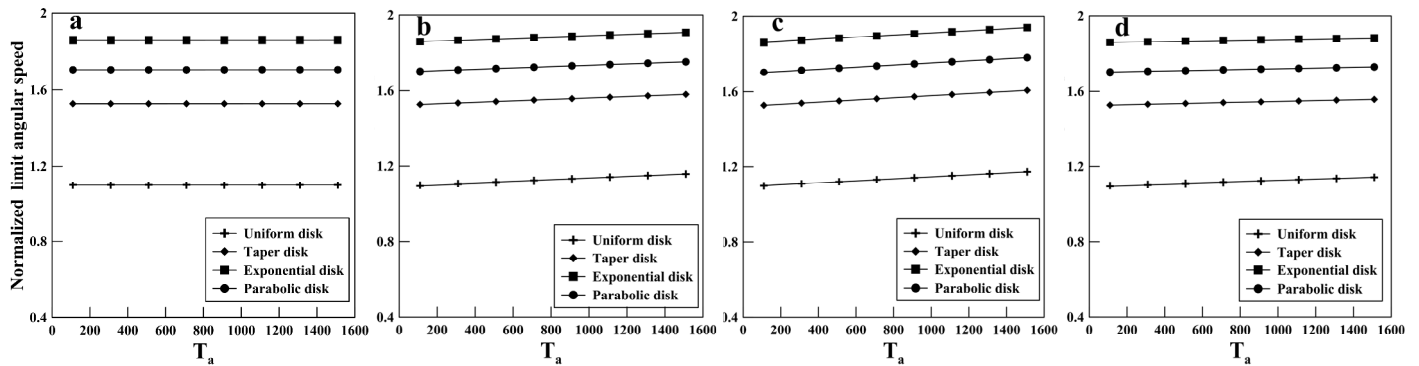 a
b
c
d
Normalized limit angular speed
2
1.6
1.2
0.8
0.4
0 200 400 600 800 1000 1200 1400 1600
T_a
Uniform disk
Taper disk
Exponential disk
Parabolic disk
2
1.6
1.2
0.8
0.4
0 200 400 600 800 1000 1200 1400 1600
T_a
Uniform disk
Taper disk
Exponential disk
Parabolic disk
2
1.6
1.2
0.8
0.4
0 200 400 600 800 1000 1200 1400 1600
T_a
Uniform disk
Taper disk
Exponential disk
Parabolic disk
2
1.6
1.2
0.8
0.4
0 200 400 600 800 1000 1200 1400 1600
T_a
Uniform disk
Taper disk
Exponential disk
Parabolic disk